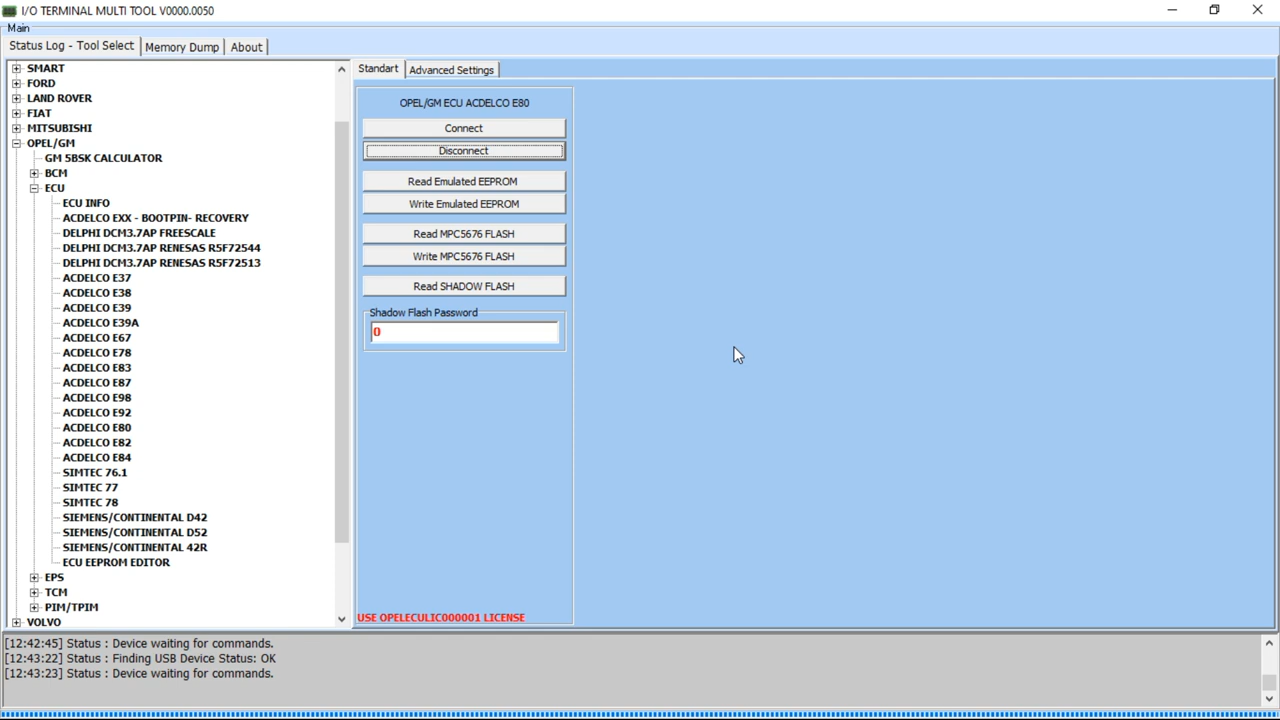 I/O TERMINAL MULTI TOOL V0000.0050
Main
Status Log - Tool Select
Memory Dump
About
SMART
FORD
LAND ROVER
FIAT
MITSUBISHI
OPEL/GM
GM 5BSK CALCULATOR
BCM
ECU
ECU INFO
ACDELCO EXX - BOOTPIN- RECOVERY
DELPHI DCM3.7AP FREESCALE
DELPHI DCM3.7AP RENESAS R5F72544
DELPHI DCM3.7AP RENESAS R5F72513
ACDELCO E37
ACDELCO E38
ACDELCO E39
ACDELCO E39A
ACDELCO E67
ACDELCO E78
ACDELCO E83
ACDELCO E87
ACDELCO E98
ACDELCO E92
ACDELCO E80
ACDELCO E82
ACDELCO E84
SIMTEC 76.1
SIMTEC 77
SIMTEC 78
SIEMENS/CONTINENTAL D42
SIEMENS/CONTINENTAL D52
SIEMENS/CONTINENTAL 42R
ECU EEPROM EDITOR
EPS
TCM
PIM/TPIM
VOLVO
Standart
Advanced Settings
OPEL/GM ECU ACDELCO E80
Connect
Disconnect
Read Emulated EEPROM
Write Emulated EEPROM
Read MPC5676 FLASH
Write MPC5676 FLASH
Read SHADOW FLASH
Shadow Flash Password
0
USE OPELECULIC000001 LICENSE
[12:42:45] Status : Device waiting for commands.
[12:43:22] Status : Finding USB Device Status: OK
[12:43:23] Status : Device waiting for commands.